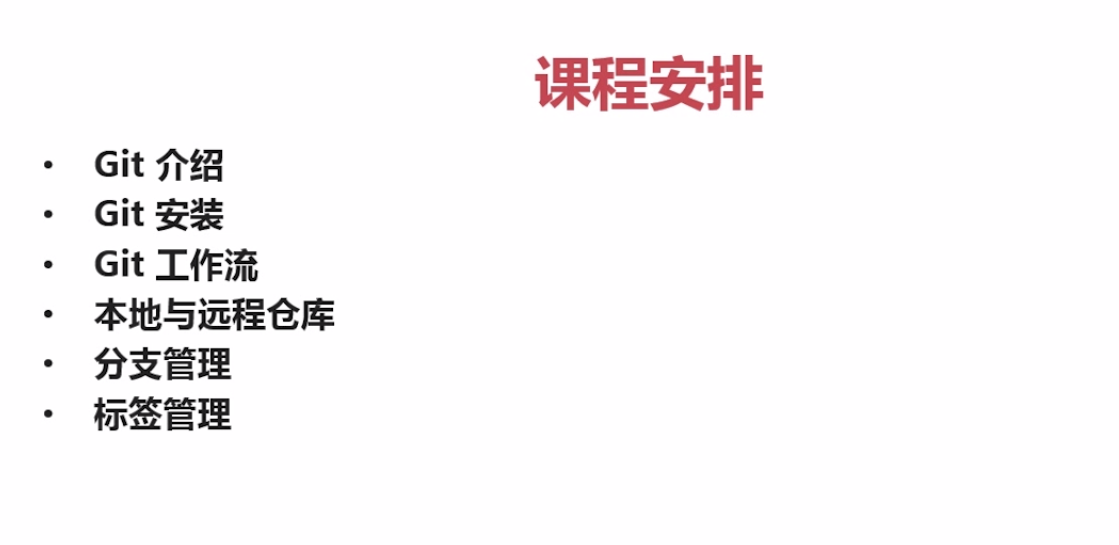 课程安排
• Git 介绍
• Git 安装
• Git 工作流
• 本地与远程仓库
• 分支管理
• 标签管理